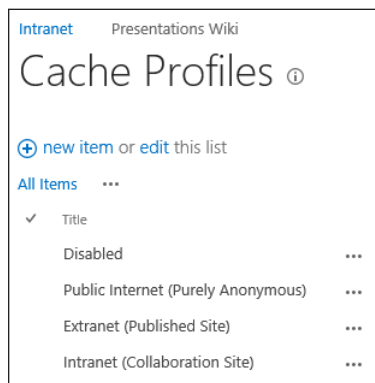 Intranet Presentations Wiki
Cache Profiles
new item or edit this list
All Items ...
Title
Disabled ...
Public Internet (Purely Anonymous) ...
Extranet (Published Site) ...
Intranet (Collaboration Site) ...